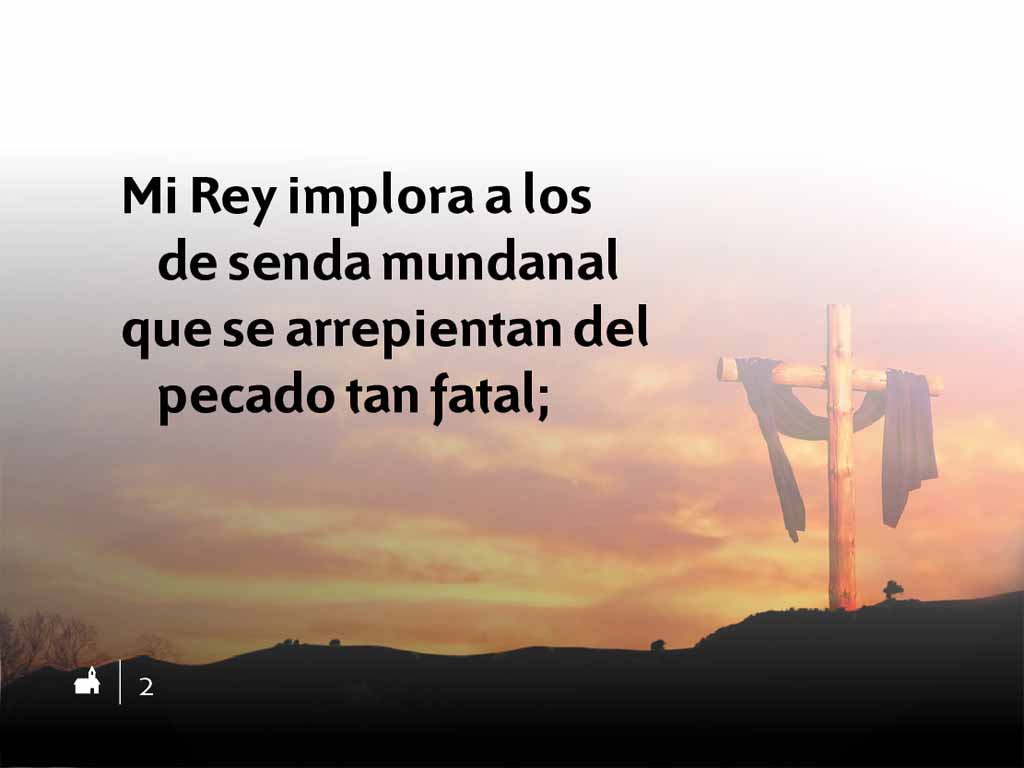 Mi Rey implora a los
de senda mundanal
que se arrepientan del
pecado tan fatal;
2